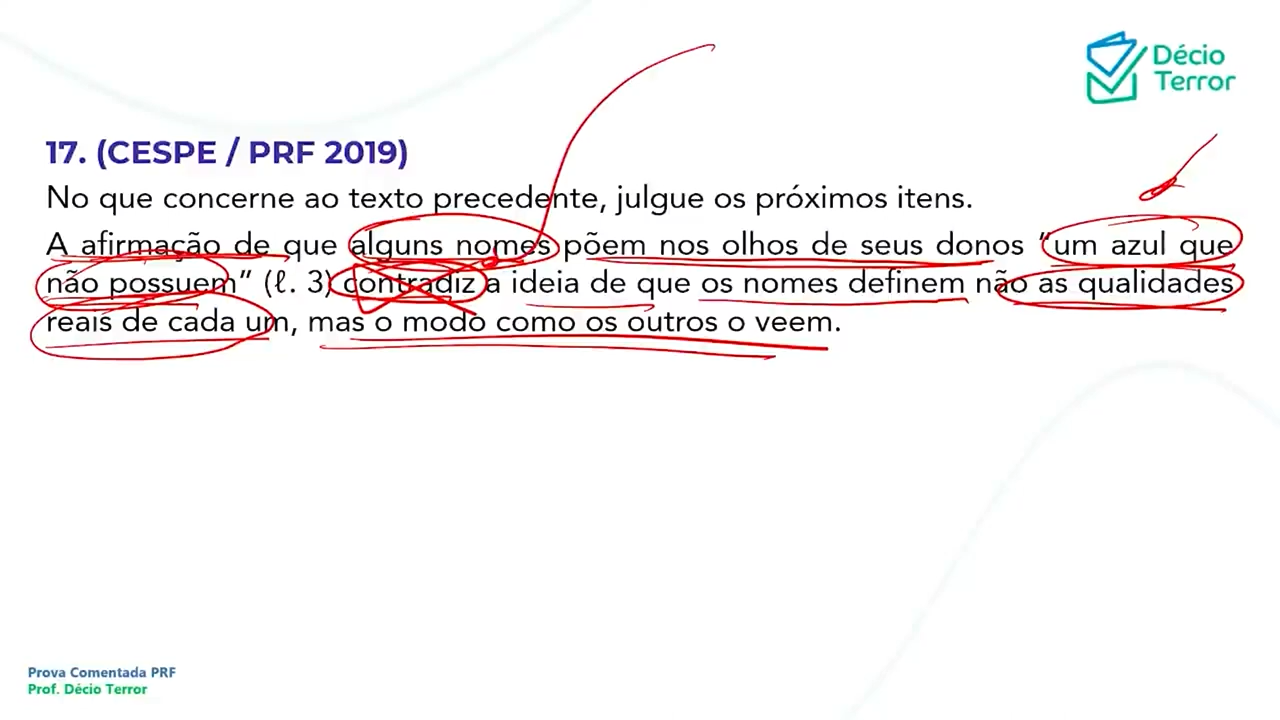 Décio
Terror
17. (CESPE / PRF 2019)
No que concerne ao texto precedente, julgue os próximos itens.
A afirmação de que alguns nomes põem nos olhos de seus donos “um azul que
não possuem” (ℓ. 3) contradiz a ideia de que os nomes definem não as qualidades
reais de cada um, mas o modo como os outros o veem.
Prova Comentada PRF
Prof. Décio Terror